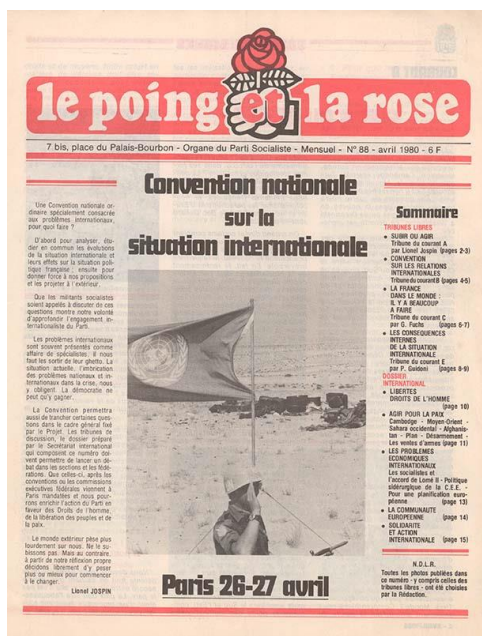 le poing et la rose
7 bis, place du Palais-Bourbon - Organe du Parti Socialiste - Mensuel - N° 88 - avril 1980 - 6 F
Convention nationale
sur la
situation internationale
Une Convention nationale or-
dinaire spécialement consacrée
aux problèmes internationaux,
pour quoi faire ?
D'abord pour analyser, étu-
dier en commun les évolutions
de la situation internationale et
leurs effets sur la situation poli-
tique française ; ensuite pour
donner force à nos propositions
et les projeter à l'extérieur.
Que les militants socialistes
soient appelés à discuter de ces
questions montre notre volonté
d'approfondir l'engagement in-
ternationaliste du Parti.
Les problèmes internationaux
sont souvent présentés comme
affaire de spécialistes. Il nous
faut les sortir de leur ghetto. La
situation actuelle, l'imbrication
des problèmes nationaux et in-
ternationaux dans la crise, nous
y obligent. La démocratie ne
peut qu'y gagner.
La Convention permettra
aussi de trancher certaines ques-
tions dans le cadre général fixé
par le Projet. Les tribunes de
discussion, le dossier préparé
par le Secrétariat international
qui composent ce numéro doi-
vent permettre de lancer un dé-
bat dans les sections et les fédé-
rations. Que celles-ci, après les
conventions ou les commissions
exécutives fédérales viennent à
Paris mandatées et nous pour-
rons enrichir l'action du Parti en
faveur des Droits de l'homme,
de la libération des peuples et de
la paix.
Le monde extérieur pèse plus
lourdement sur nous. Ne le su-
bissons pas. Mais au contraire,
à partir de notre réflexion propre
décidons librement d'y peser
plus ou mieux pour commencer
à le changer.
Lionel JOSPIN
Paris 26-27 avril
Sommaire
TRIBUNES LIBRES
• SUBIR OU AGIR
Tribune du courant A
par Lionel Jospin (pages 2-3)
• CONVENTION
SUR LES RELATIONS
INTERNATIONALES
Tribune du courant B (pages 4-5)
• LA FRANCE
DANS LE MONDE :
IL Y A BEAUCOUP
A FAIRE
Tribune du courant C
par G. Fuchs (pages 6-7)
• LES CONSEQUENCES
INTERNES
DE LA SITUATION
INTERNATIONALE
Tribune du courant E
par P. Guidoni (pages 8-9)
DOSSIER
INTERNATIONAL
• LIBERTES
DROITS DE L'HOMME
(page 10)
• AGIR POUR LA PAIX
Cambodge - Moyen-Orient -
Sahara occidental - Afghanis-
tan - Plan - Désarmement -
Les ventes d'armes (page 11)
• LES PROBLEMES
ECONOMIQUES
INTERNATIONAUX
Les socialistes et
l'accord de Lomé II - Politique
sidérurgique de la C.E.E. -
Pour une planification euro-
péenne (page 13)
• LA COMMUNAUTE
EUROPEENNE (page 14)
• SOLIDARITE
ET ACTION
INTERNATIONALE (page 15)
N.D.L.R.
Toutes les photos publiées dans
ce numéro - y compris celles des
tribunes libres - ont été choisies
par la Rédaction.